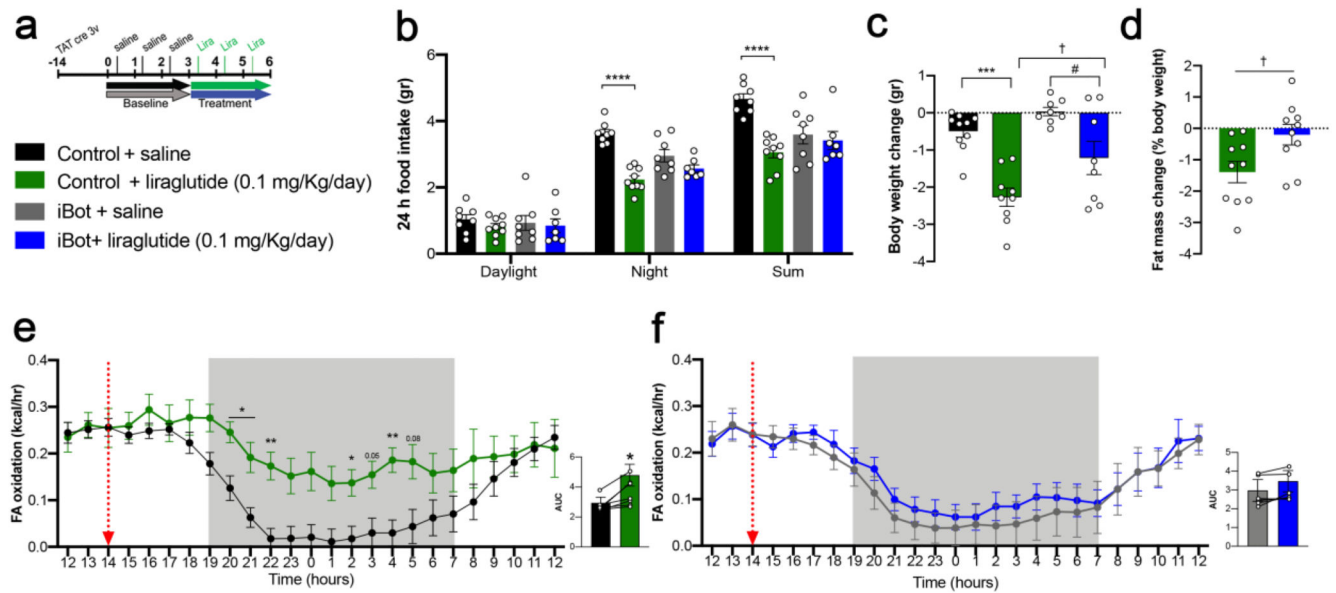 a
TAT cre 3v
saline
saline
saline
Lira
Lira
Lira
-14 0 1 2 3 4 5 6
Baseline Treatment
Control + saline
Control + liraglutide (0.1 mg/Kg/day)
iBot + saline
iBot+ liraglutide (0.1 mg/Kg/day)
b
24 h food intake (gr)
6
4
2
0
****
****
Daylight Night Sum
c
Body weight change (gr)
1
0
-1
-2
-3
-4
***
†
#
d
Fat mass change (% body weight)
2
1
0
-1
-2
-3
-4
†
e
FA oxidation (kcal/hr)
0.4
0.3
0.2
0.1
0.0
*
**
*
0.05
**
0.08
12 13 14 15 16 17 18 19 20 21 22 23 0 1 2 3 4 5 6 7 8 9 10 11 12
Time (hours)
AUC
6
4
2
0
*
f
FA oxidation (kcal/hr)
0.4
0.3
0.2
0.1
0.0
12 13 14 15 16 17 18 19 20 21 22 23 0 1 2 3 4 5 6 7 8 9 10 11 12
Time (hours)
AUC
5
4
3
2
1
0